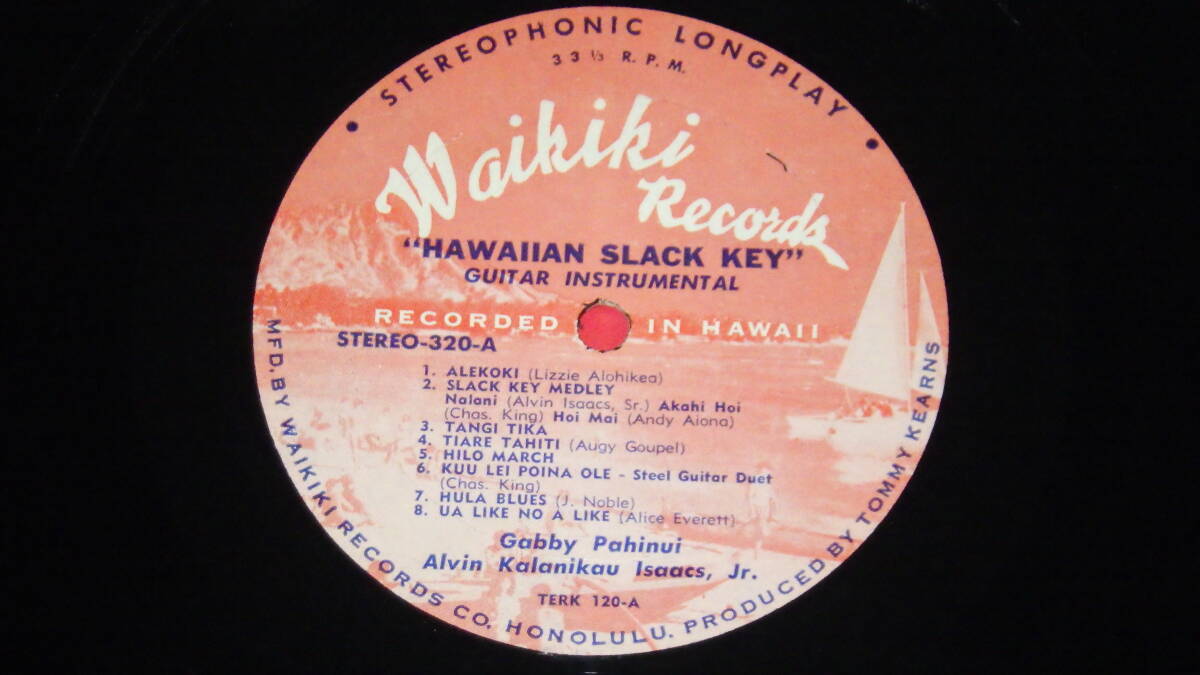 STEREOPHONIC LONGPLAY
33 1/3 R.P.M.
Waikiki
Records
"HAWAIIAN SLACK KEY"
GUITAR INSTRUMENTAL
RECORDED IN HAWAII
STEREO-320-A
1. ALEKOKI (Lizzie Alohikea)
2. SLACK KEY MEDLEY
Nalani (Alvin Isaacs, Sr.) Akahi Hoi
(Chas. King) Hoi Mai (Andy Aiona)
3. TANGI TIKA
4. TIARE TAHITI (Augy Goupel)
5. HILO MARCH
6. KUU LEI POINA OLE - Steel Guitar Duet
(Chas. King)
7. HULA BLUES (J. Noble)
8. UA LIKE NO A LIKE (Alice Everett)
Gabby Pahinui
Alvin Kalanikau Isaacs, Jr.
TERK 120-A
MFD. BY WAIKIKI RECORDS CO. HONOLULU. PRODUCED BY TOMMY KEARNS